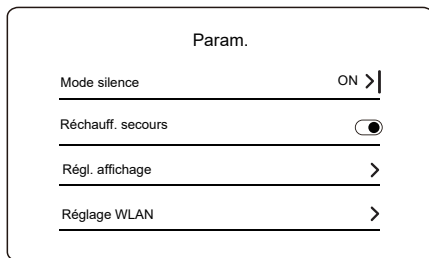 Param.
Mode silence ON
Réchauff. secours
Régl. affichage
Réglage WLAN